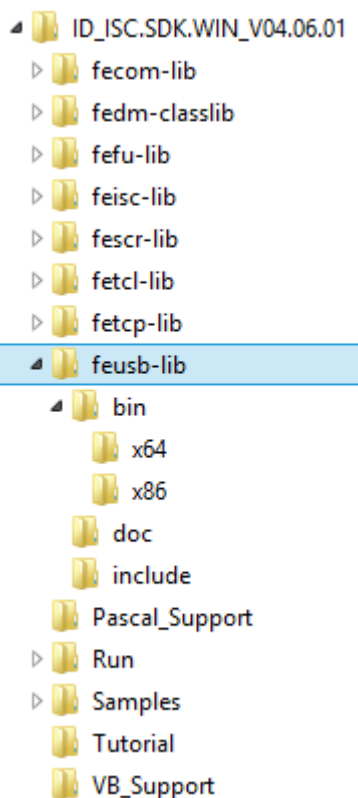 ID_ISC.SDK.WIN_V04.06.01
fecom-lib
fedm-classlib
fefu-lib
feisc-lib
fescr-lib
fetcl-lib
fetcp-lib
feusb-lib
bin
x64
x86
doc
include
Pascal_Support
Run
Samples
Tutorial
VB_Support